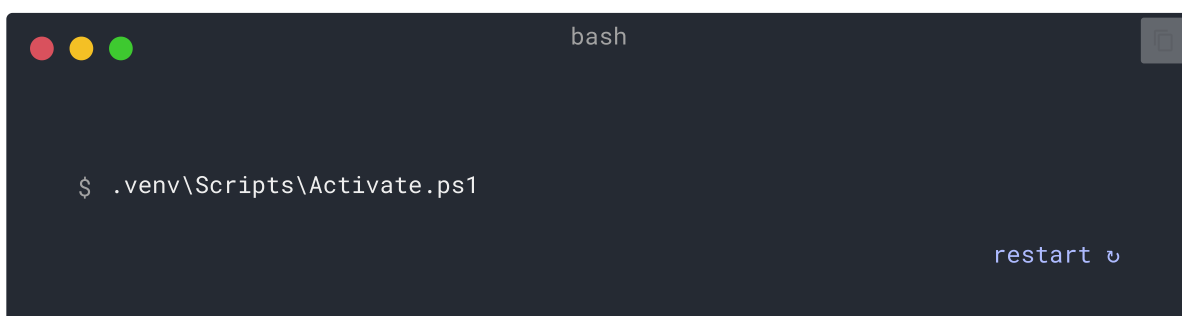 bash
$ .venv\Scripts\Activate.ps1
restart ↻